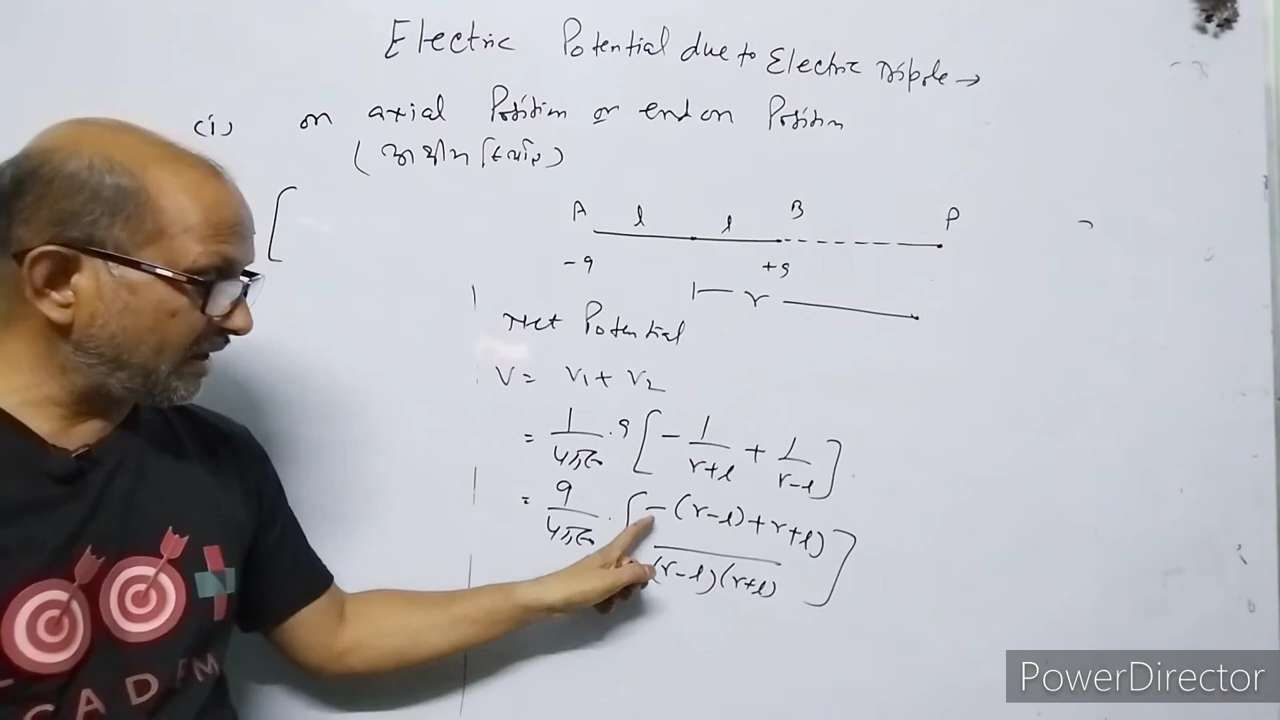 Electric Potential due to Electric Dipole →
(i) on axial Position or end on Position
A l l B P
-q +q
r
Net Potential
V = V₁ + V₂
= 1/4πε₀ . q [ - 1/r+l + 1/r-l ]
= q/4πε₀ . [ -(r-l)+r+l) / (r-l)(r+l) ]
PowerDirector